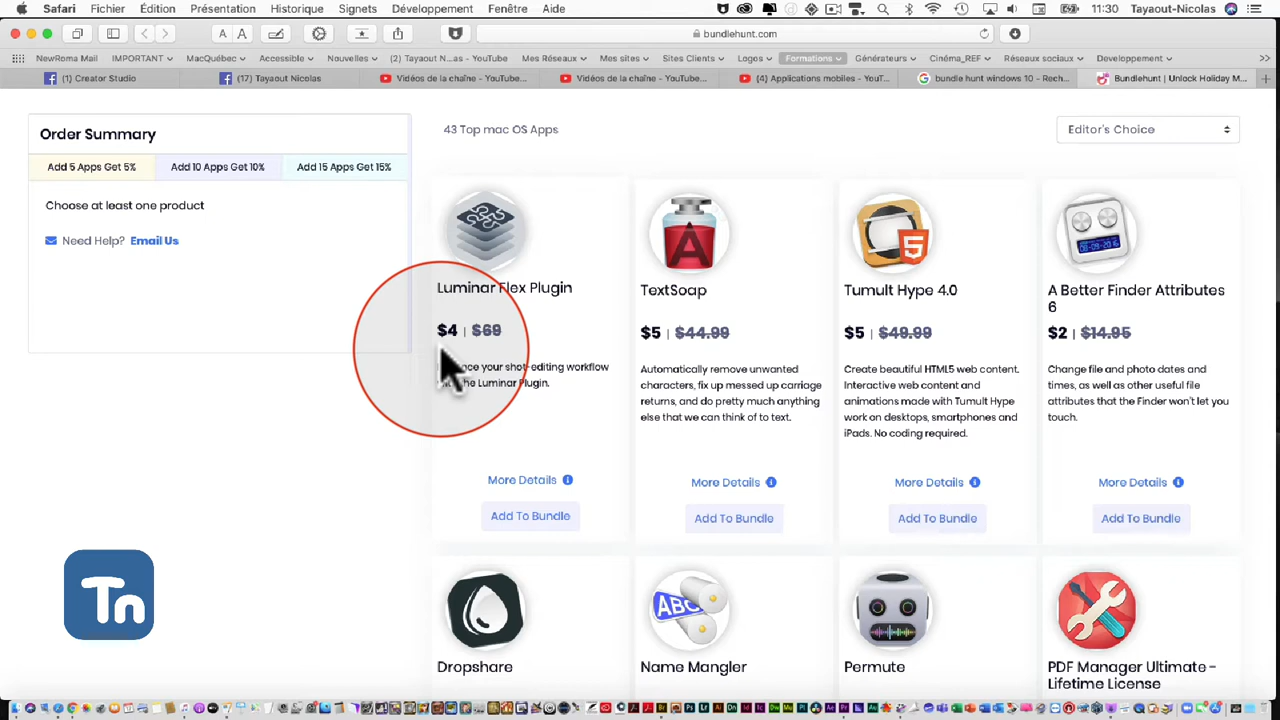 Safari Fichier Édition Présentation Historique Signets Développement Fenêtre Aide 11:30 Tayaout-Nicolas
A A bundlehunt.com
NewRoma Mail IMPORTANT MacQuébec Accessible Nouvelles Tayaout N...as - YouTube Mes Réseaux Mes sites Sites Clients Logos Formations Générateurs Cinéma_REF Réseaux sociaux Developpement >>
(1) Creator Studio (17) Tayaout Nicolas Vidéos de la chaîne - YouTube... Vidéos de la chaîne - YouTube... (4) Applications mobiles - YouT... bundle hunt windows 10 - Rech... Bundlehunt | Unlock Holiday M... +
Order Summary
Add 5 Apps Get 5% Add 10 Apps Get 10% Add 15 Apps Get 15%
Choose at least one product
Need Help? Email Us
43 Top mac OS Apps
Editor's Choice
Luminar Flex Plugin
$4 | $69
your shot-editing workflow
the Luminar Plugin.
More Details
Add To Bundle
A
TextSoap
$5 | $44.99
Automatically remove unwanted
characters, fix up messed up carriage
returns, and do pretty much anything
else that we can think of to text.
More Details
Add To Bundle
5
Tumult Hype 4.0
$5 | $49.99
Create beautiful HTML5 web content.
Interactive web content and
animations made with Tumult Hype
work on desktops, smartphones and
iPads. No coding required.
More Details
Add To Bundle
A Better Finder Attributes
6
$2 | $14.95
Change file and photo dates and
times, as well as other useful file
attributes that the Finder won't let you
touch.
More Details
Add To Bundle
Tn
Dropshare
ABC
Name Mangler
Permute
PDF Manager Ultimate -
Lifetime License